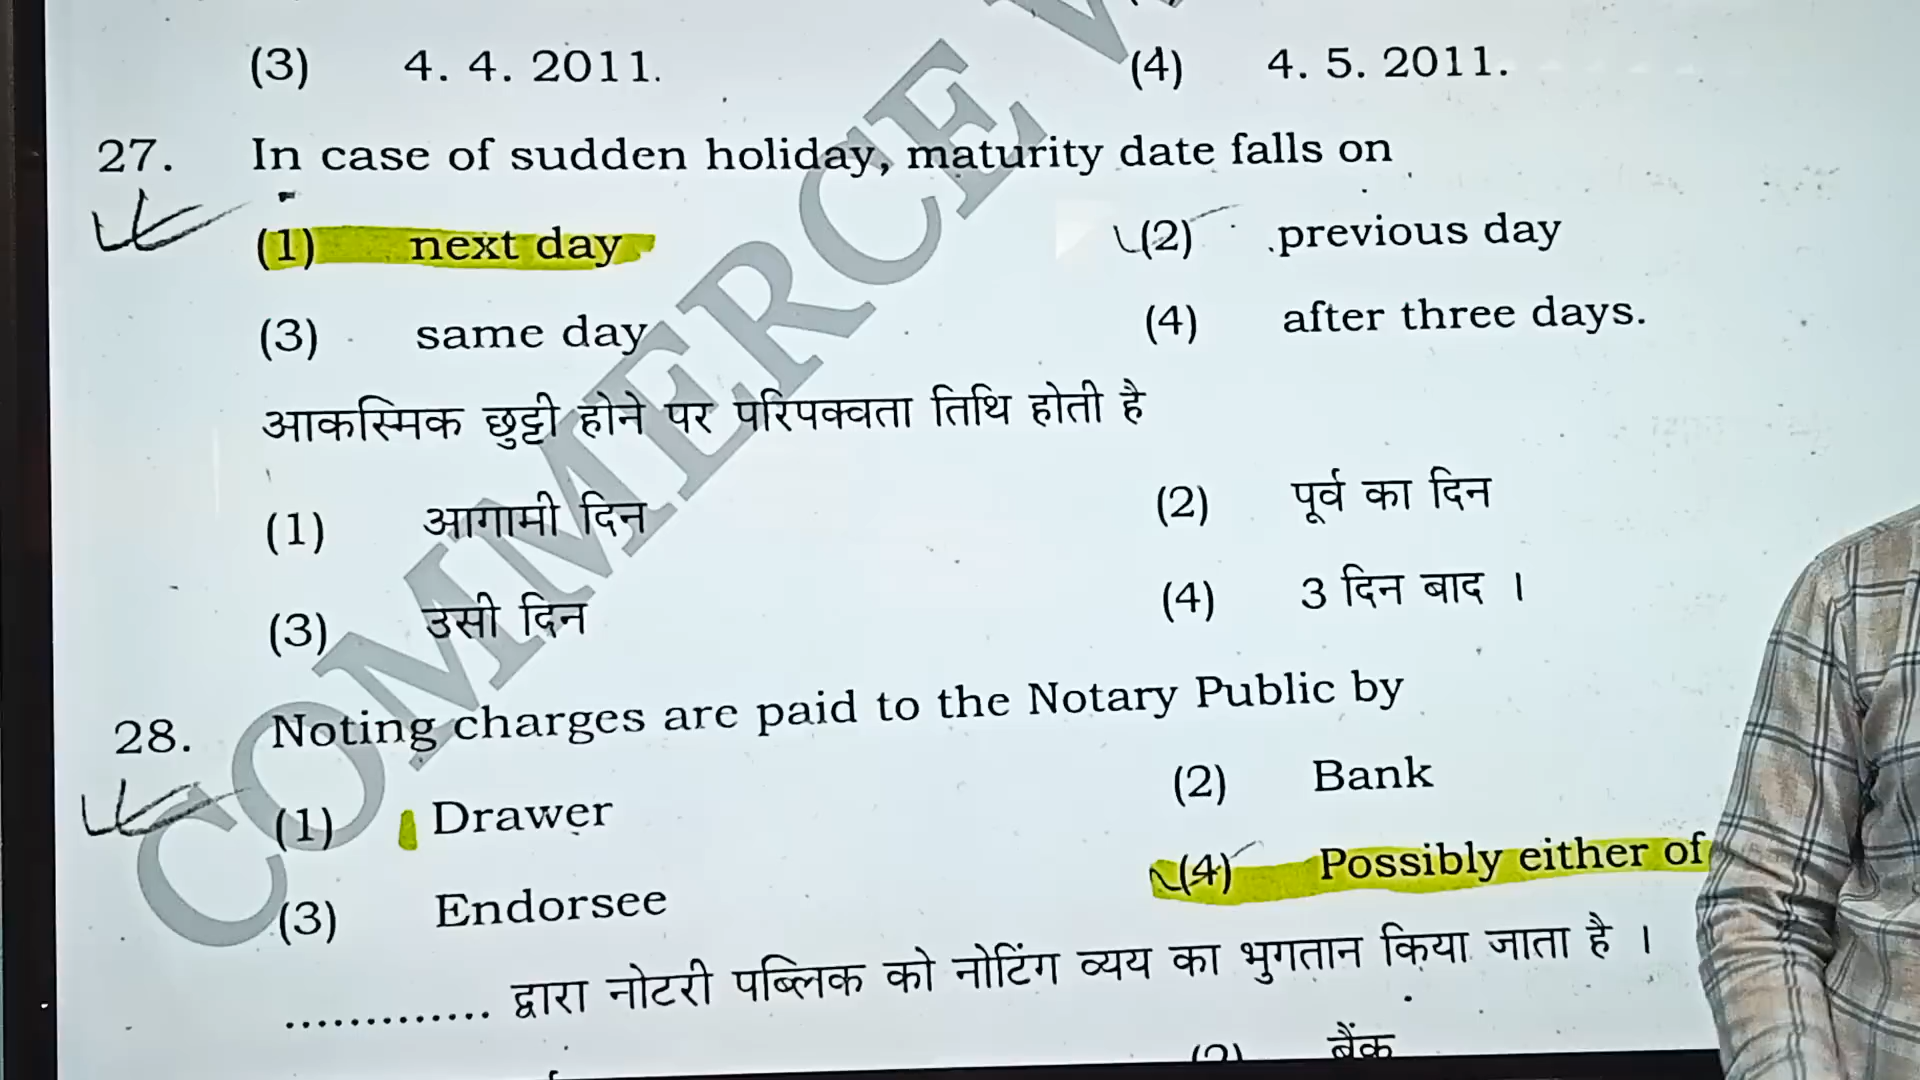 (3) 4. 4. 2011. (4) 4. 5. 2011.
27. In case of sudden holiday, maturity date falls on
(1) next day (2) previous day
(3) same day (4) after three days.
आकस्मिक छुट्टी होने पर परिपक्वता तिथि होती है
(1) आगामी दिन (2) पूर्व का दिन
(3) उसी दिन (4) 3 दिन बाद ।
28. Noting charges are paid to the Notary Public by
(1) Drawer (2) Bank
(3) Endorsee (4) Possibly either of
............. द्वारा नोटरी पब्लिक को नोटिंग व्यय का भुगतान किया जाता है ।
(2) बैंक
COMMERCE